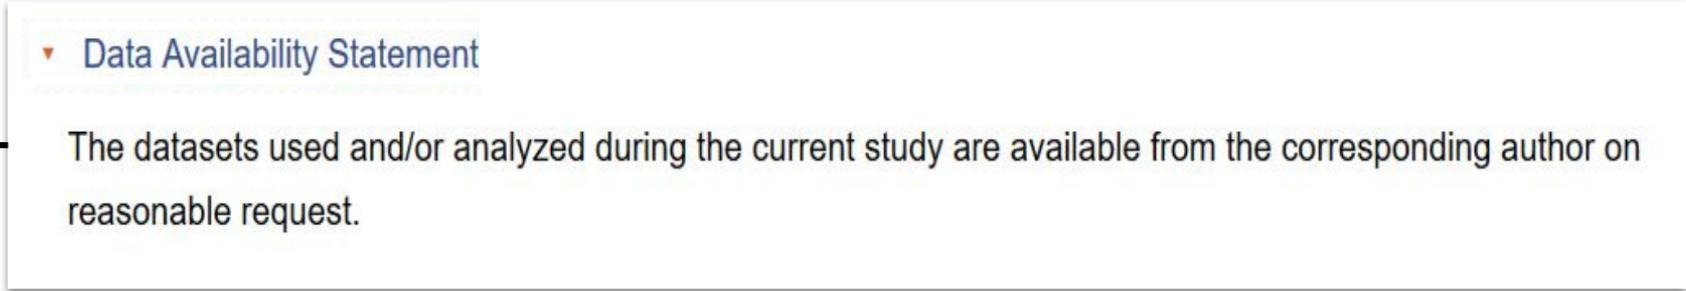 Data Availability Statement
The datasets used and/or analyzed during the current study are available from the corresponding author on
reasonable request.